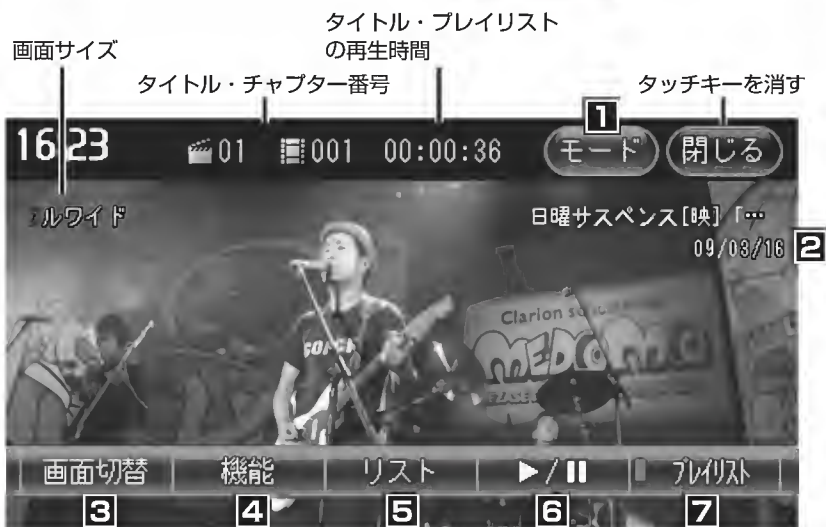 タイトル・プレイリスト
の再生時間
画面サイズ
タイトル・チャプター番号
タッチキーを消す
1
16 23 01 001 00:00:36 モード 閉じる
ルワイド
日曜サスペンス[映]「…
09/03/16 2
Clarion
画面切替 機能 リスト ▶/II プレイリスト
3 4 5 6 7